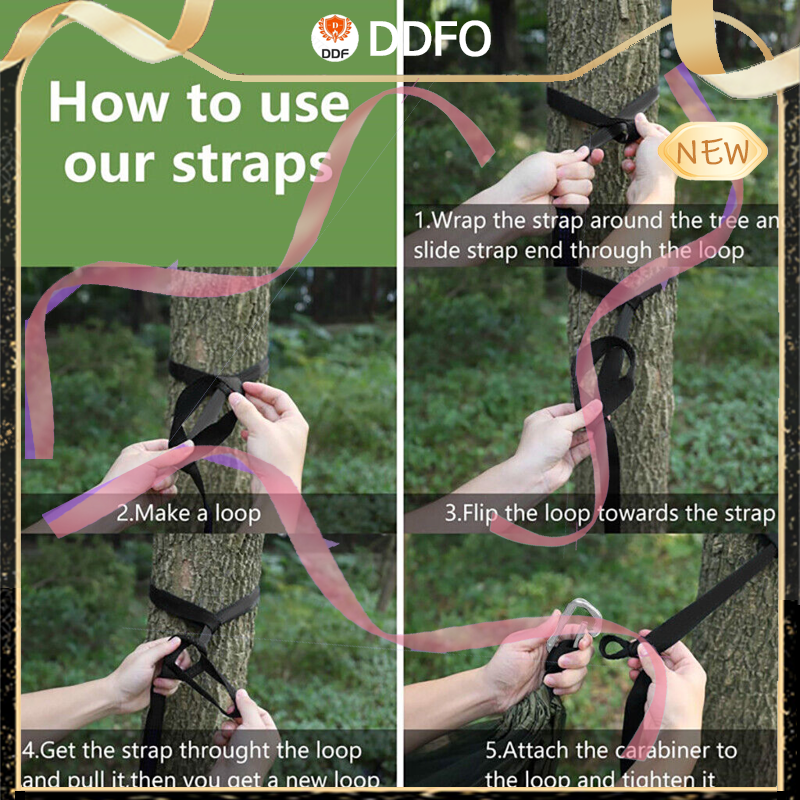 DDF
DDFO
How to use
our straps
NEW
1.Wrap the strap around the tree an
slide strap end through the loop
2.Make a loop
3.Flip the loop towards the strap
4.Get the strap throught the loop
and pull it,then you get a new loop
5.Attach the carabiner to
the loop and tighten it